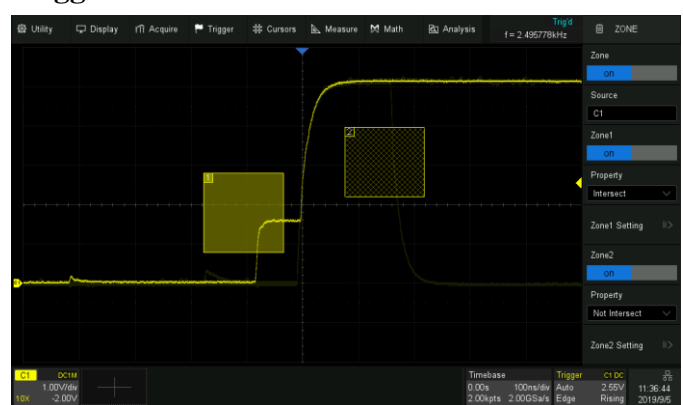 Utility Display Acquire Trigger Cursors Measure Math Analysis Trig'd
f = 2.495778kHz
ZONE
Zone
on
Source
C1
Zone1
on
Property
Intersect
Zone1 Setting
Zone2
on
Property
Not Intersect
Zone2 Setting
1
2
C1 DC1M
1.00V/div
10X -2.00V
Timebase
0.00s 100ns/div
2.00kpts 2.00GSa/s
Trigger C1 DC
Auto 2.55V
Edge Rising
11:36:44
2019/9/5